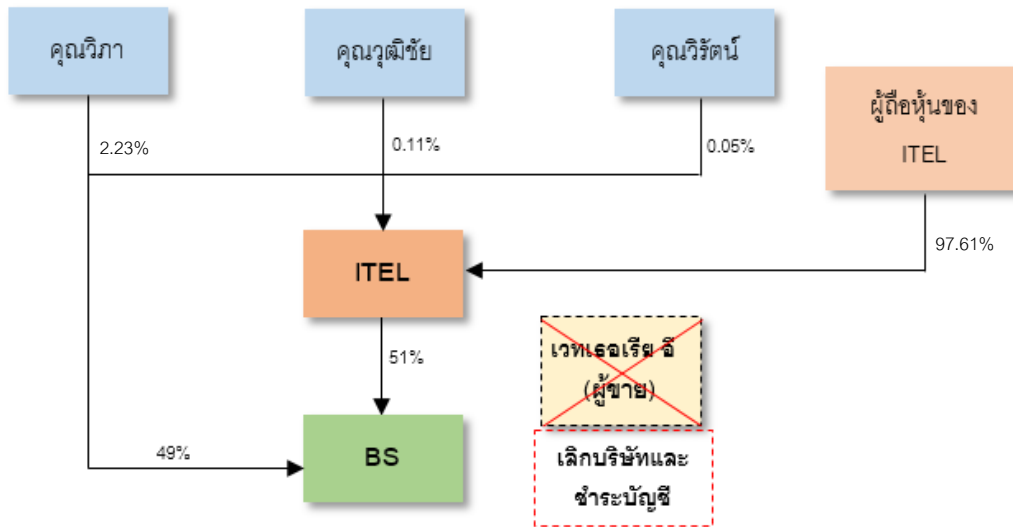 คุณวิภา
คุณวุฒิชัย
คุณวิรัตน์
ผู้ถือหุ้นของ
ITEL
2.23%
0.11%
0.05%
97.61%
ITEL
51%
เวทเธอเรีย อี
(ผู้ขาย)
49%
BS
เลิกบริษัทและ
ชำระบัญชี